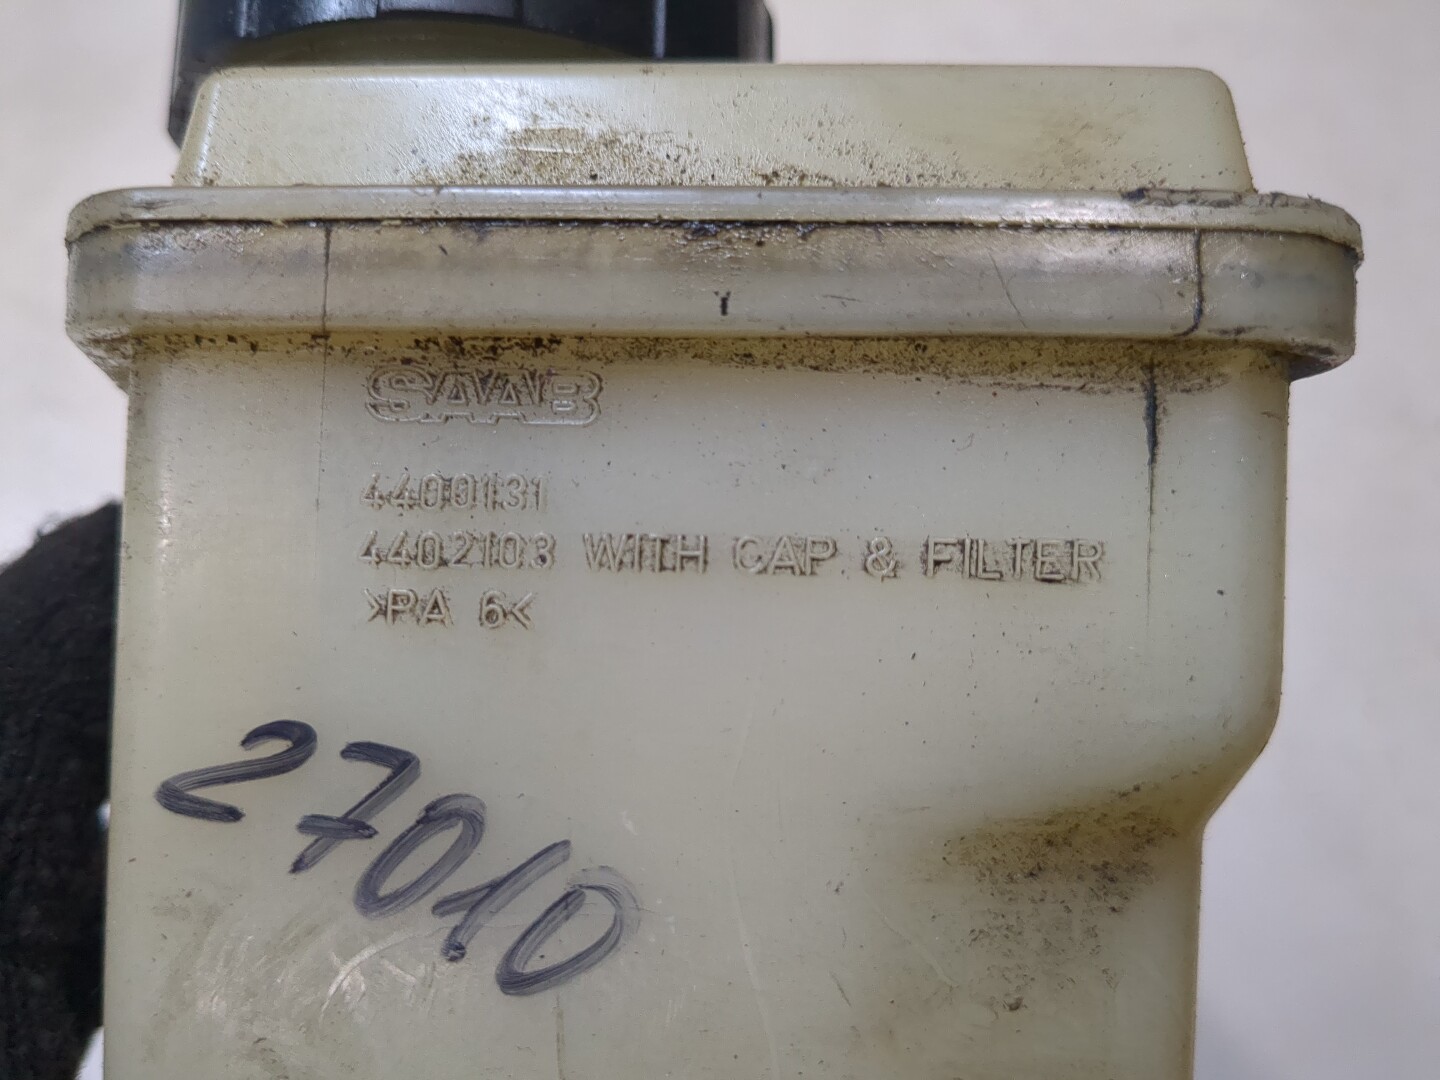 SAAB
4400131
4402103 WITH CAP & FILTER
>PA 6<
27010